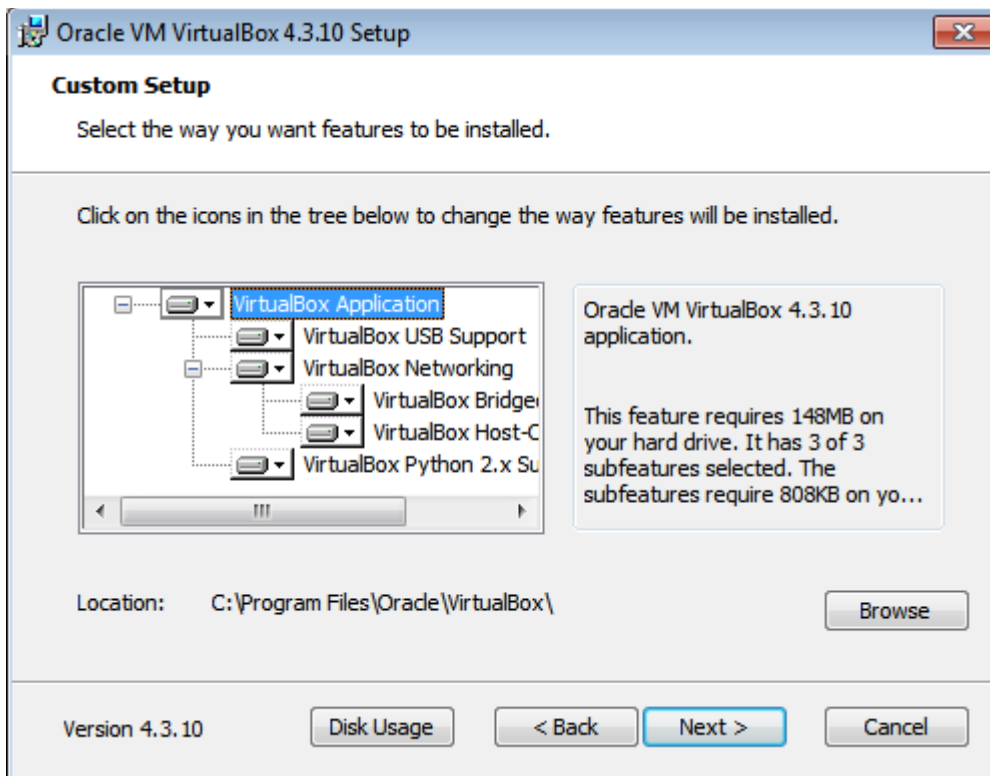 Oracle VM VirtualBox 4.3.10 Setup
Custom Setup
Select the way you want features to be installed.
Click on the icons in the tree below to change the way features will be installed.
VirtualBox Application
VirtualBox USB Support
VirtualBox Networking
VirtualBox Bridge
VirtualBox Host-C
VirtualBox Python 2.x Su
Oracle VM VirtualBox 4.3.10
application.
This feature requires 148MB on
your hard drive. It has 3 of 3
subfeatures selected. The
subfeatures require 808KB on yo...
Location: C:\Program Files\Oracle\VirtualBox\
Browse
Version 4.3.10
Disk Usage
< Back
Next >
Cancel